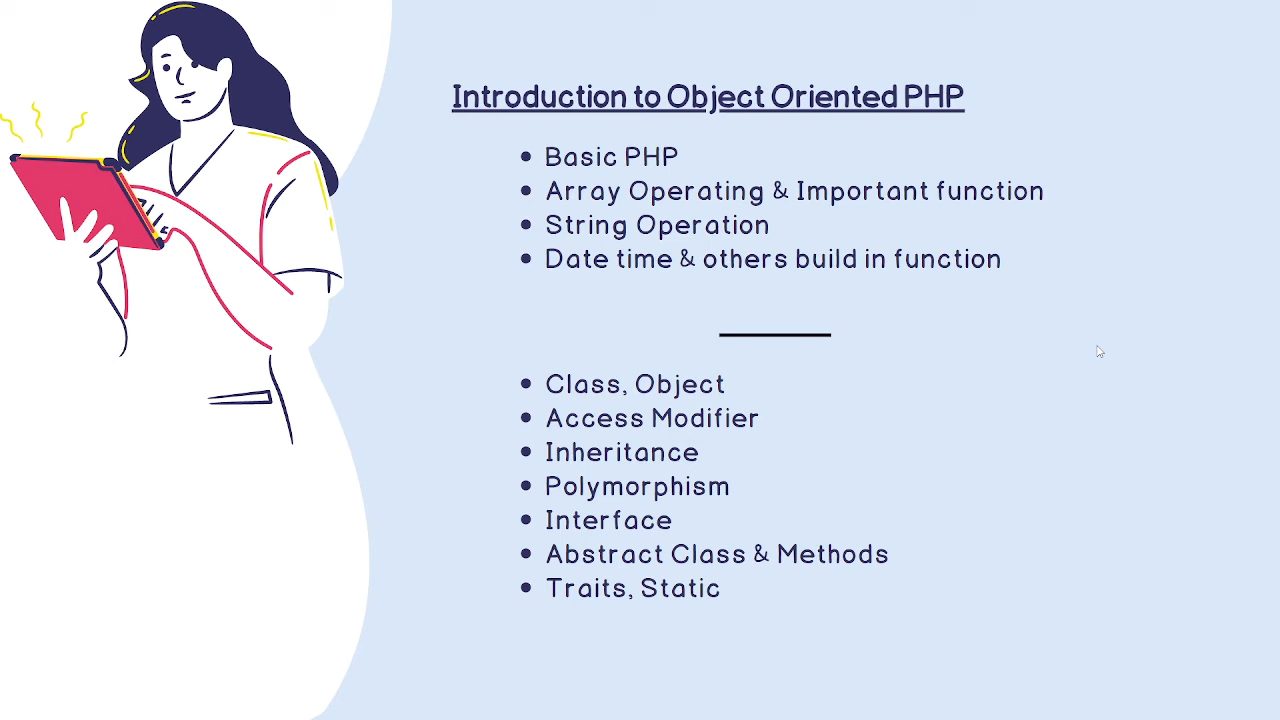 Introduction to Object Oriented PHP
• Basic PHP
• Array Operating & Important function
• String Operation
• Date time & others build in function
• Class, Object
• Access Modifier
• Inheritance
• Polymorphism
• Interface
• Abstract Class & Methods
• Traits, Static